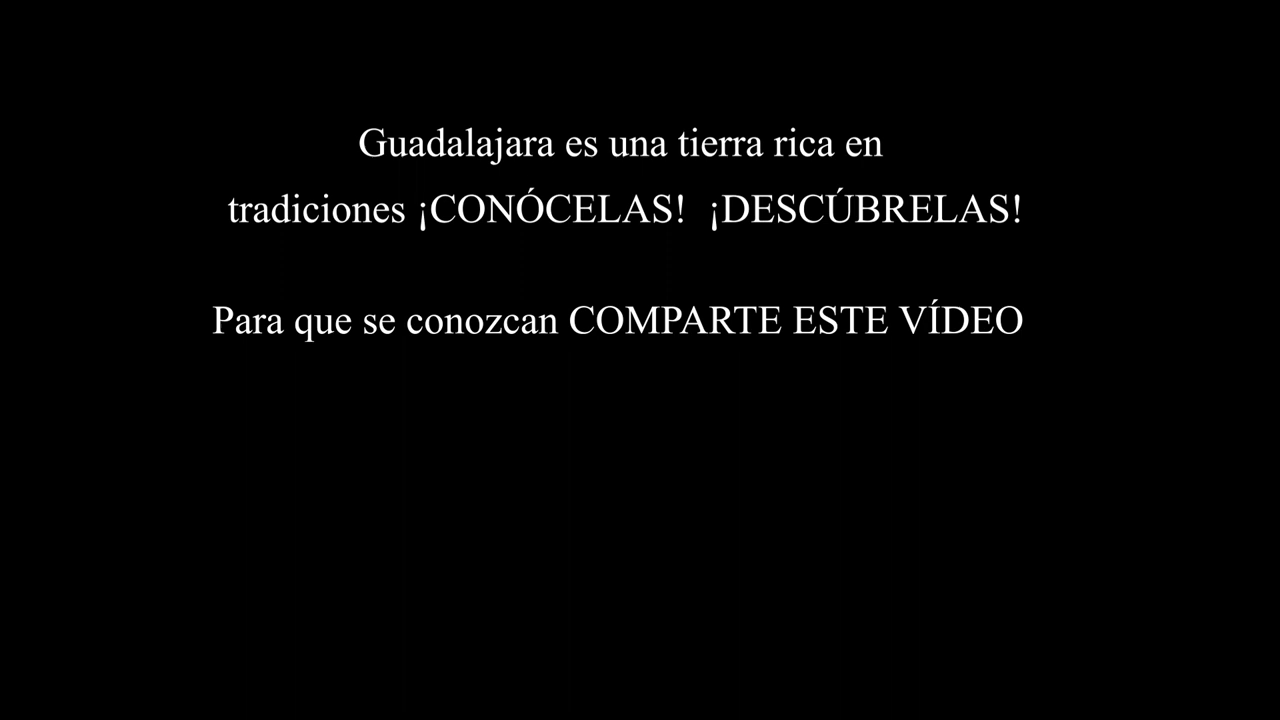 Guadalajara es una tierra rica en
tradiciones ¡CONÓCELAS!  ¡DESCÚBRELAS!
Para que se conozcan COMPARTE ESTE VÍDEO